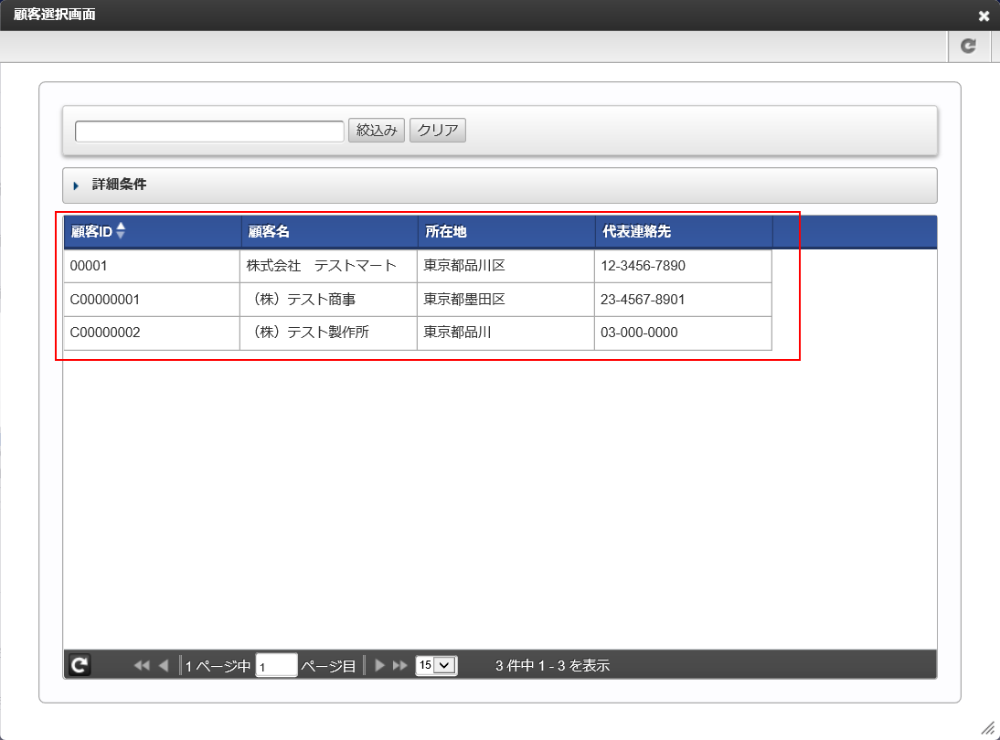 顧客選択画面
絞込み クリア
詳細条件
顧客ID 顧客名 所在地 代表連絡先
00001 株式会社　テストマート 東京都品川区 12-3456-7890
C00000001 （株）テスト商事 東京都墨田区 23-4567-8901
C00000002 （株）テスト製作所 東京都品川 03-000-0000
1 ページ中 1 ページ目 15 3 件中 1 - 3 を表示